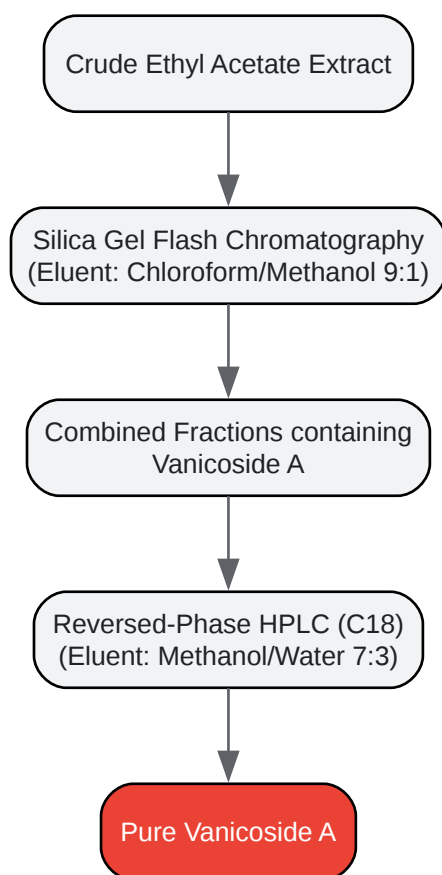 Crude Ethyl Acetate Extract
Silica Gel Flash Chromatography
(Eluent: Chloroform/Methanol 9:1)
Combined Fractions containing
Vanicoside A
Reversed-Phase HPLC (C18)
(Eluent: Methanol/Water 7:3)
Pure Vanicoside A